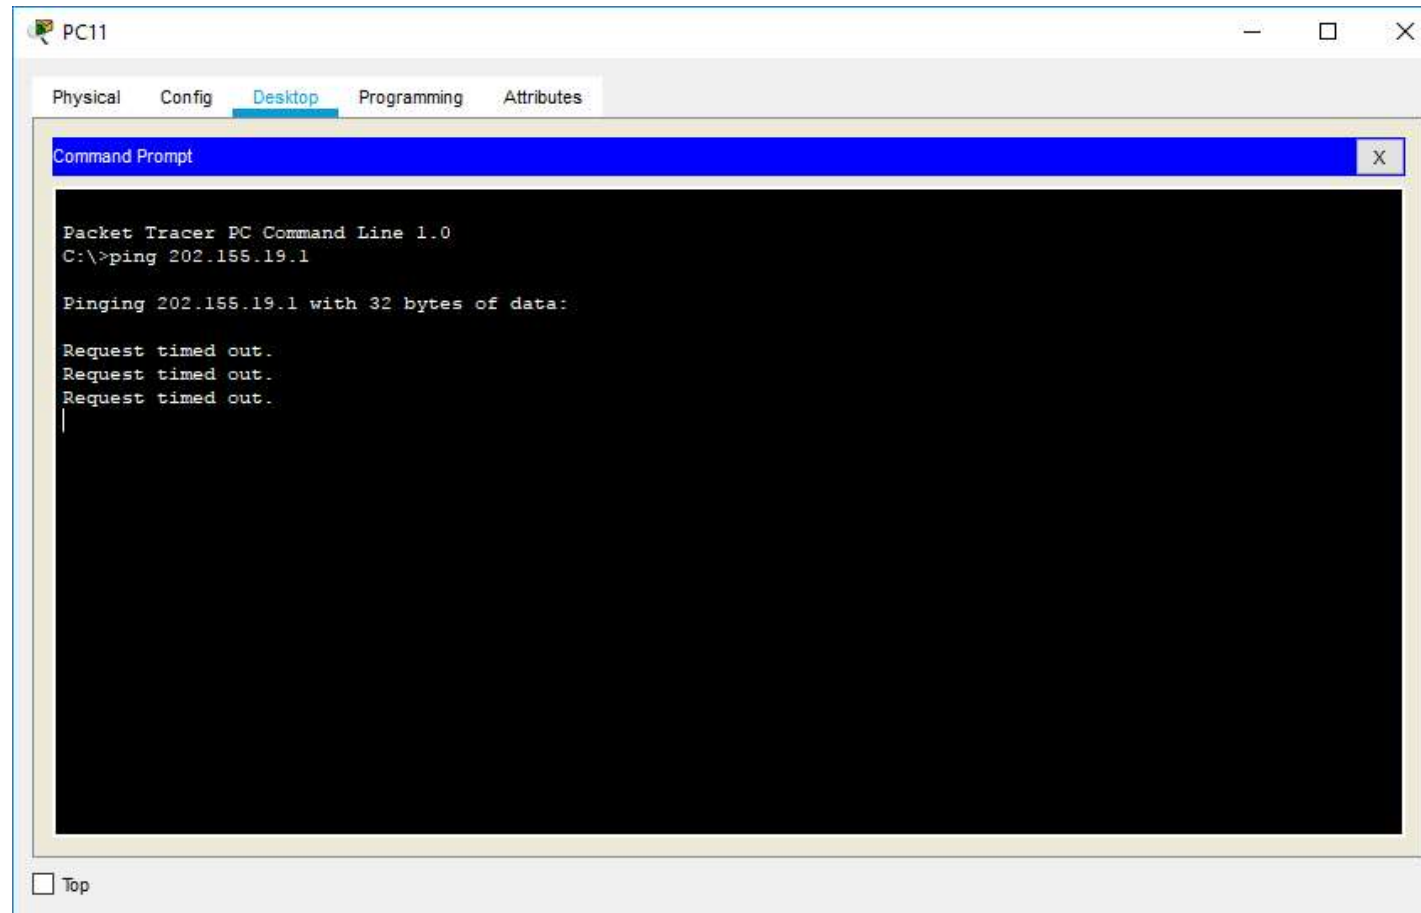 PC11
Physical Config Desktop Programming Attributes
Command Prompt X
Packet Tracer PC Command Line 1.0
C:\>ping 202.155.19.1
Pinging 202.155.19.1 with 32 bytes of data:
Request timed out.
Request timed out.
Request timed out.
Top